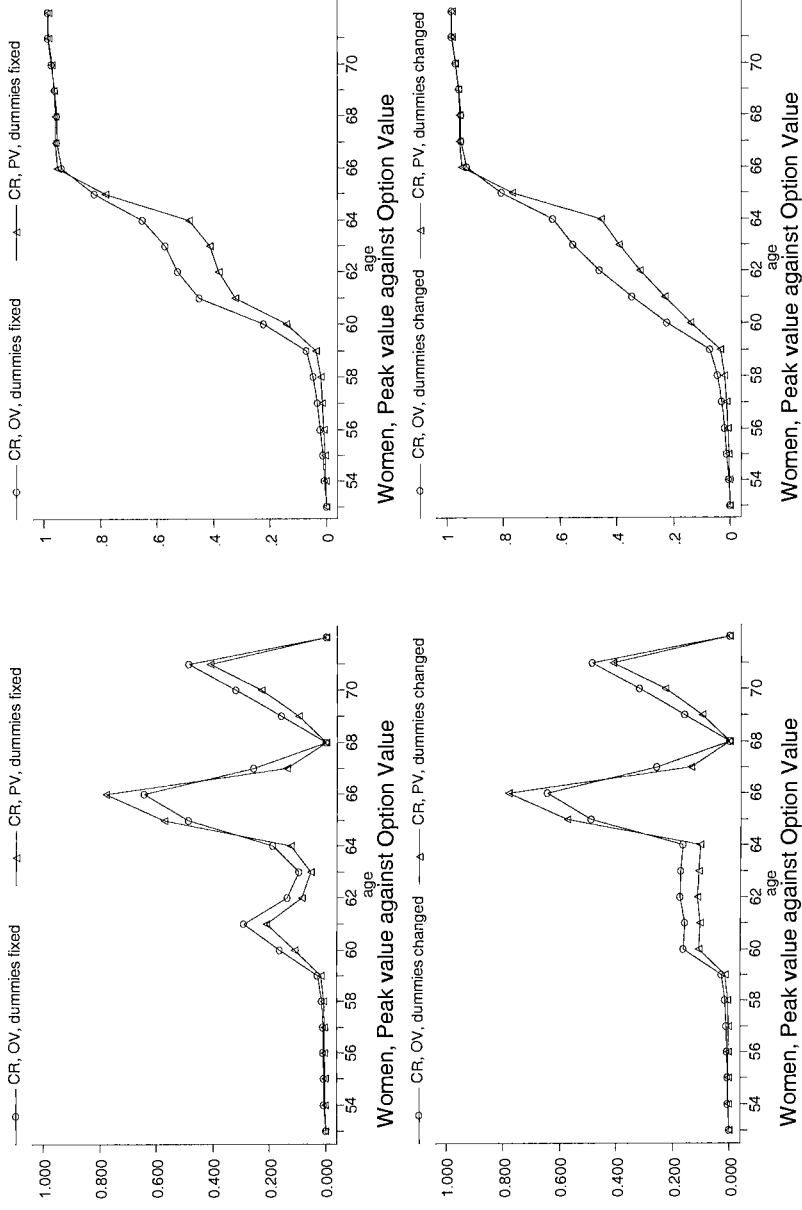 CR, OV, dummies fixed
CR, PV, dummies fixed
1.000
0.800
0.600
0.400
0.200
0.000
54 56 58 60 62 64 66 68 70
age
Women, Peak value against Option Value
CR, OV, dummies fixed
CR, PV, dummies fixed
1
.8
.6
.4
.2
0
54 56 58 60 62 64 66 68 70
age
Women, Peak value against Option Value
CR, OV, dummies changed
CR, PV, dummies changed
1.000
0.800
0.600
0.400
0.200
0.000
54 56 58 60 62 64 66 68 70
age
Women, Peak value against Option Value
CR, OV, dummies changed
CR, PV, dummies changed
1
.8
.6
.4
.2
0
54 56 58 60 62 64 66 68 70
age
Women, Peak value against Option Value